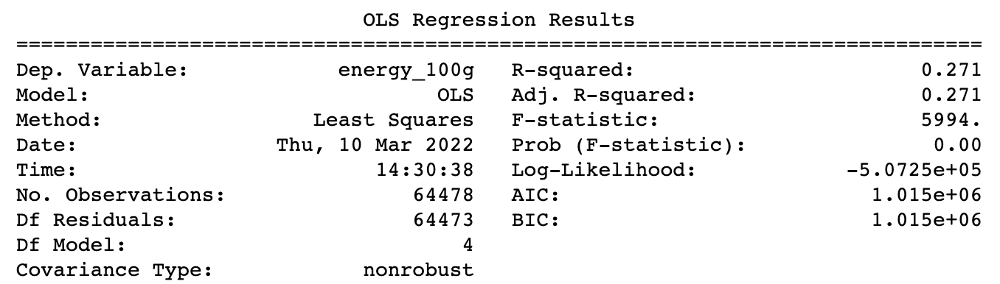 OLS Regression Results
==============================================================================
Dep. Variable: energy_100g R-squared: 0.271
Model: OLS Adj. R-squared: 0.271
Method: Least Squares F-statistic: 5994.
Date: Thu, 10 Mar 2022 Prob (F-statistic): 0.00
Time: 14:30:38 Log-Likelihood: -5.0725e+05
No. Observations: 64478 AIC: 1.015e+06
Df Residuals: 64473 BIC: 1.015e+06
Df Model: 4
Covariance Type: nonrobust